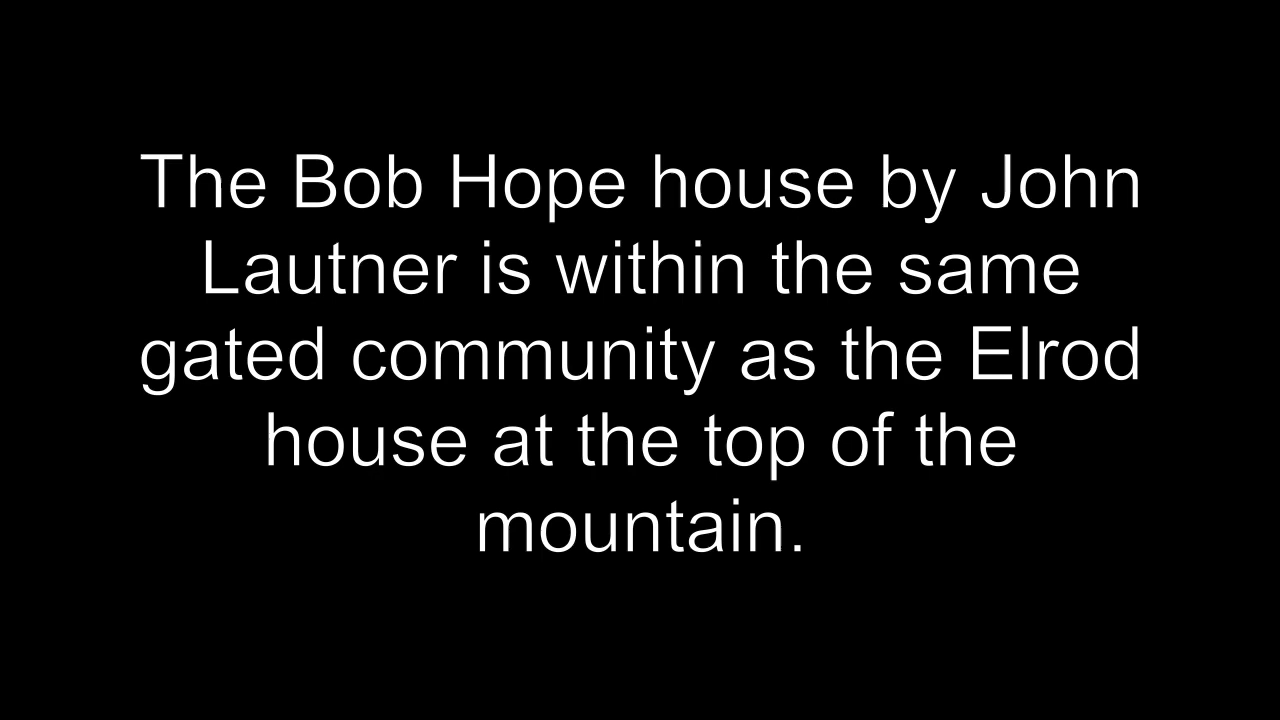 The Bob Hope house by John
Lautner is within the same
gated community as the Elrod
house at the top of the
mountain.